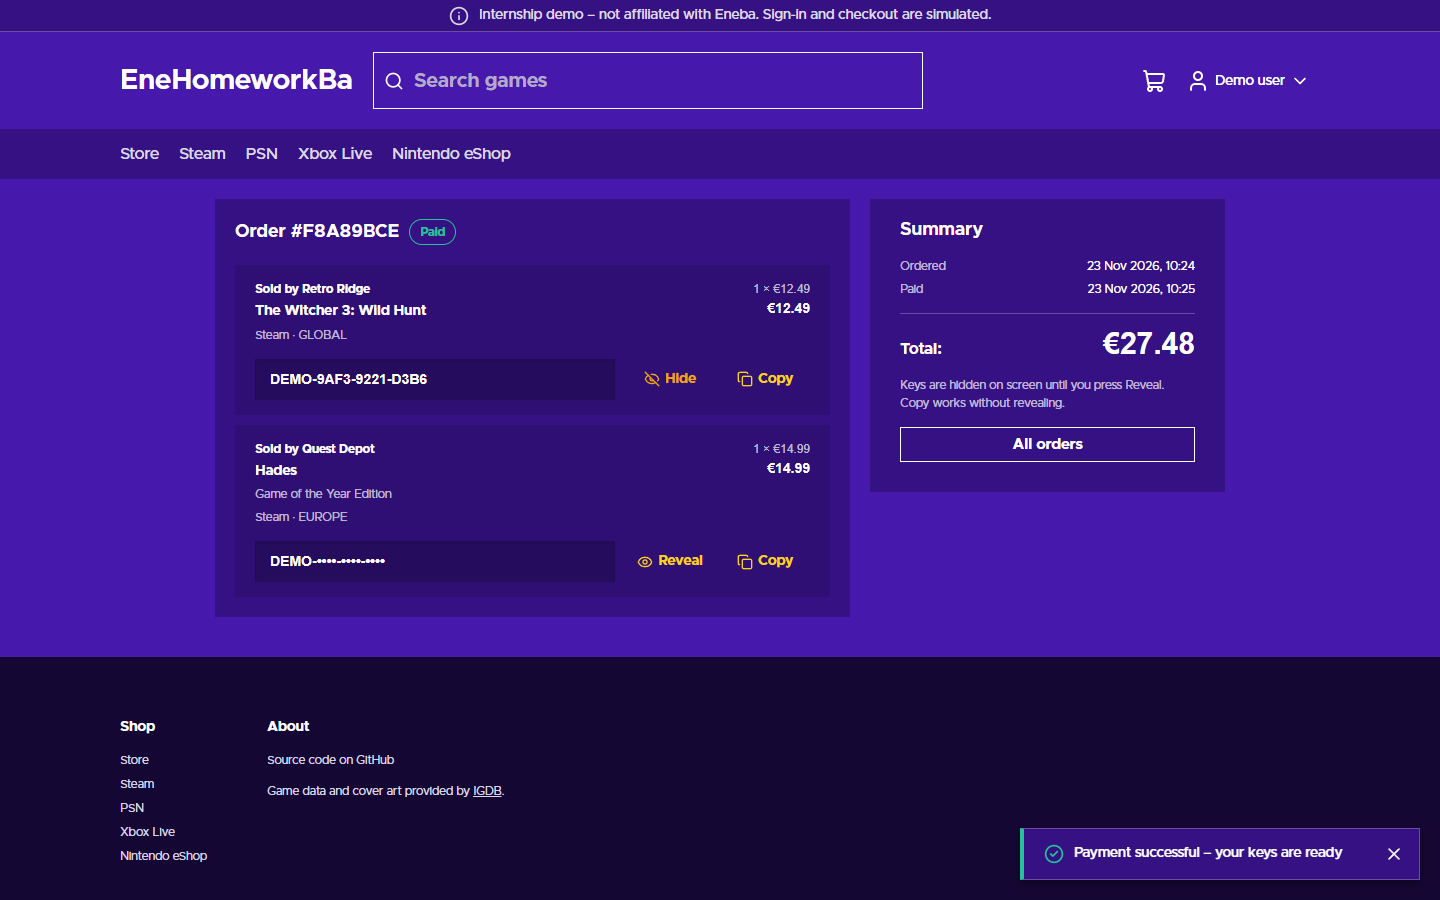 Internship demo – not affiliated with Eneba. Sign-in and checkout are simulated.
EneHomeworkBa
Search games
Demo user
Store Steam PSN Xbox Live Nintendo eShop
Order #F8A89BCE Paid
Sold by Retro Ridge 1 × €12.49
The Witcher 3: Wild Hunt €12.49
Steam · GLOBAL
DEMO-9AF3-9221-D3B6 Hide Copy
Sold by Quest Depot 1 × €14.99
Hades €14.99
Game of the Year Edition
Steam · EUROPE
DEMO-••••-••••-•••• Reveal Copy
Summary
Ordered 23 Nov 2026, 10:24
Paid 23 Nov 2026, 10:25
Total: €27.48
Keys are hidden on screen until you press Reveal.
Copy works without revealing.
All orders
Shop
Store
Steam
PSN
Xbox Live
Nintendo eShop
About
Source code on GitHub
Game data and cover art provided by IGDB.
Payment successful – your keys are ready